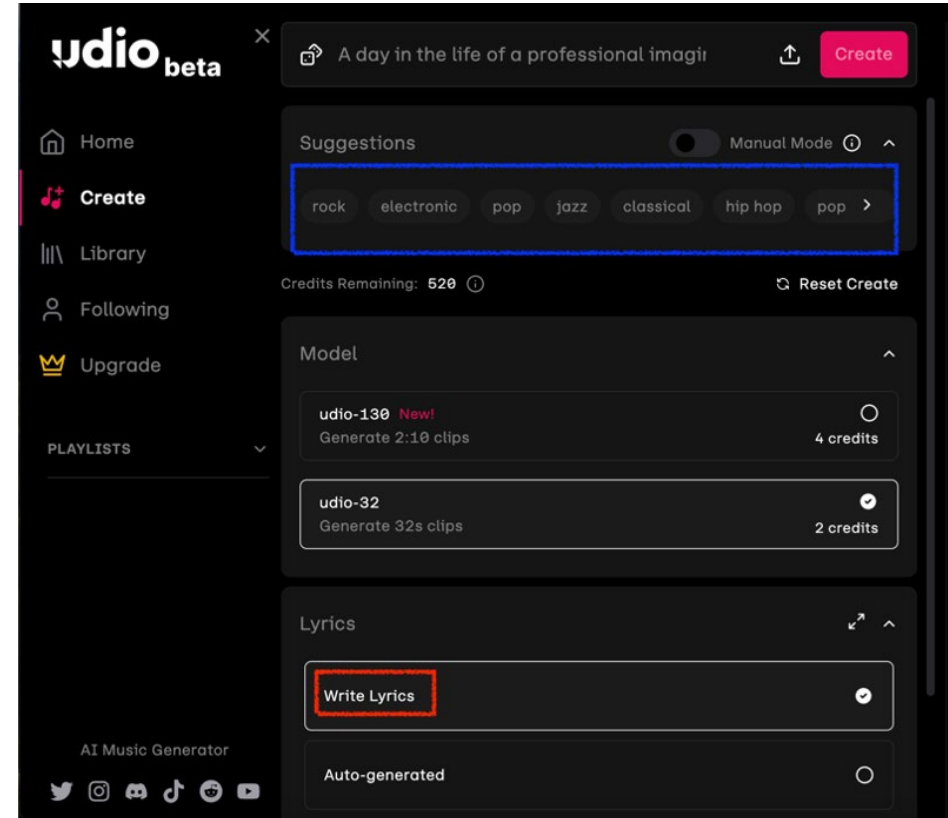 udio beta
Home
Create
Library
Following
Upgrade
PLAYLISTS
AI Music Generator
A day in the life of a professional imagin
Create
Suggestions
Manual Mode
rock electronic pop jazz classical hip hop pop
Credits Remaining: 520
Reset Create
Model
udio-130 New!
Generate 2:10 clips
4 credits
udio-32
Generate 32s clips
2 credits
Lyrics
Write Lyrics
Auto-generated